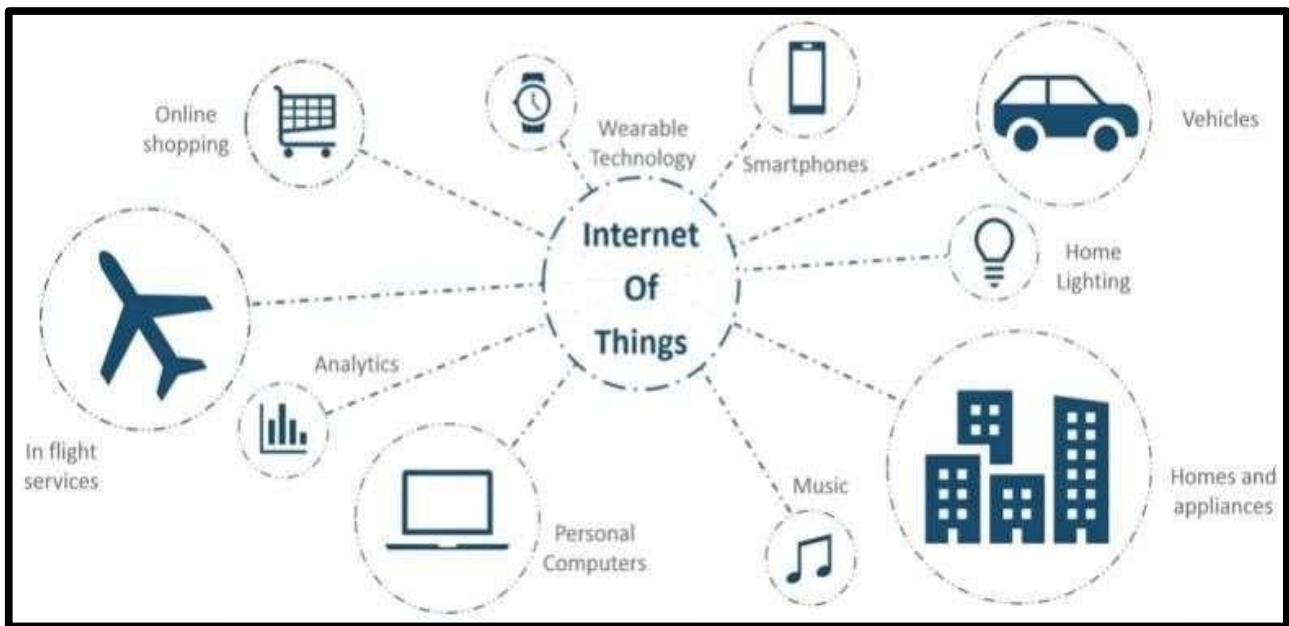 Online
shopping
Wearable
Technology
Smartphones
Vehicles
Internet
Of
Things
Home
Lighting
Analytics
In flight
services
Personal
Computers
Music
Homes and
appliances